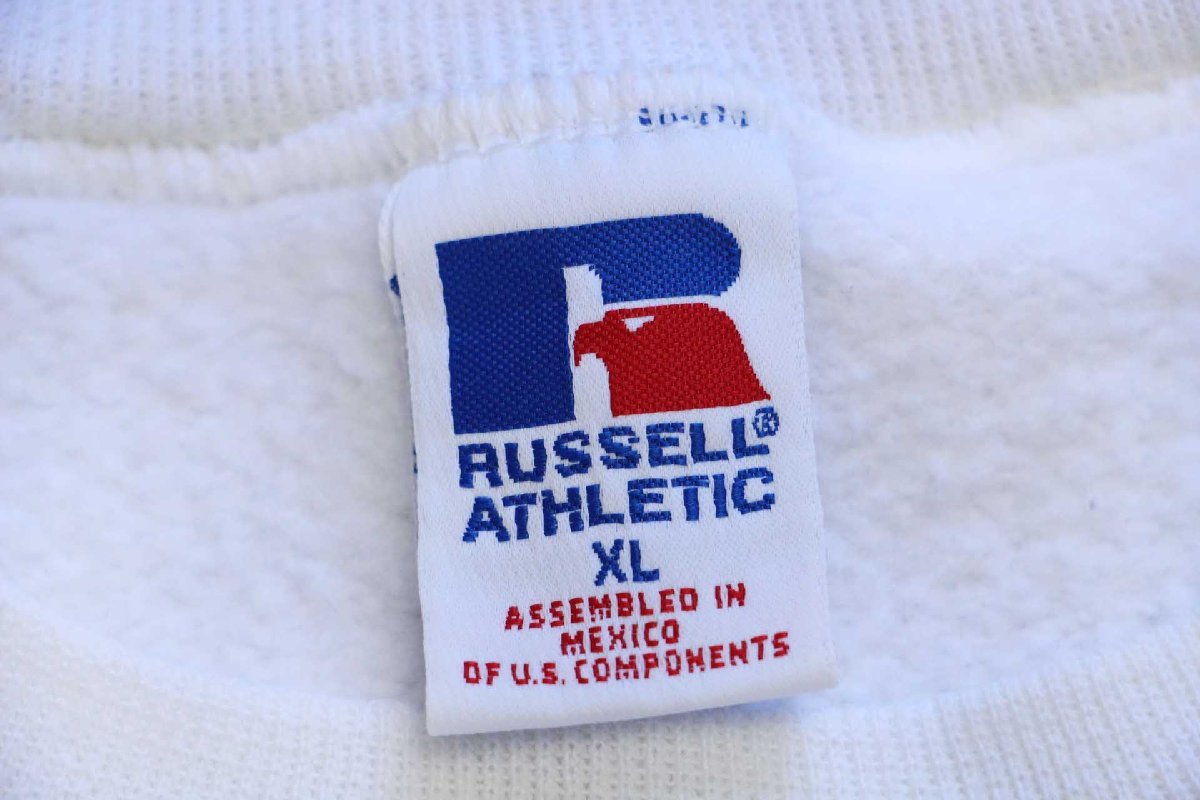 RUSSELL®
ATHLETIC
XL
ASSEMBLED IN
MEXICO
OF U.S. COMPONENTS